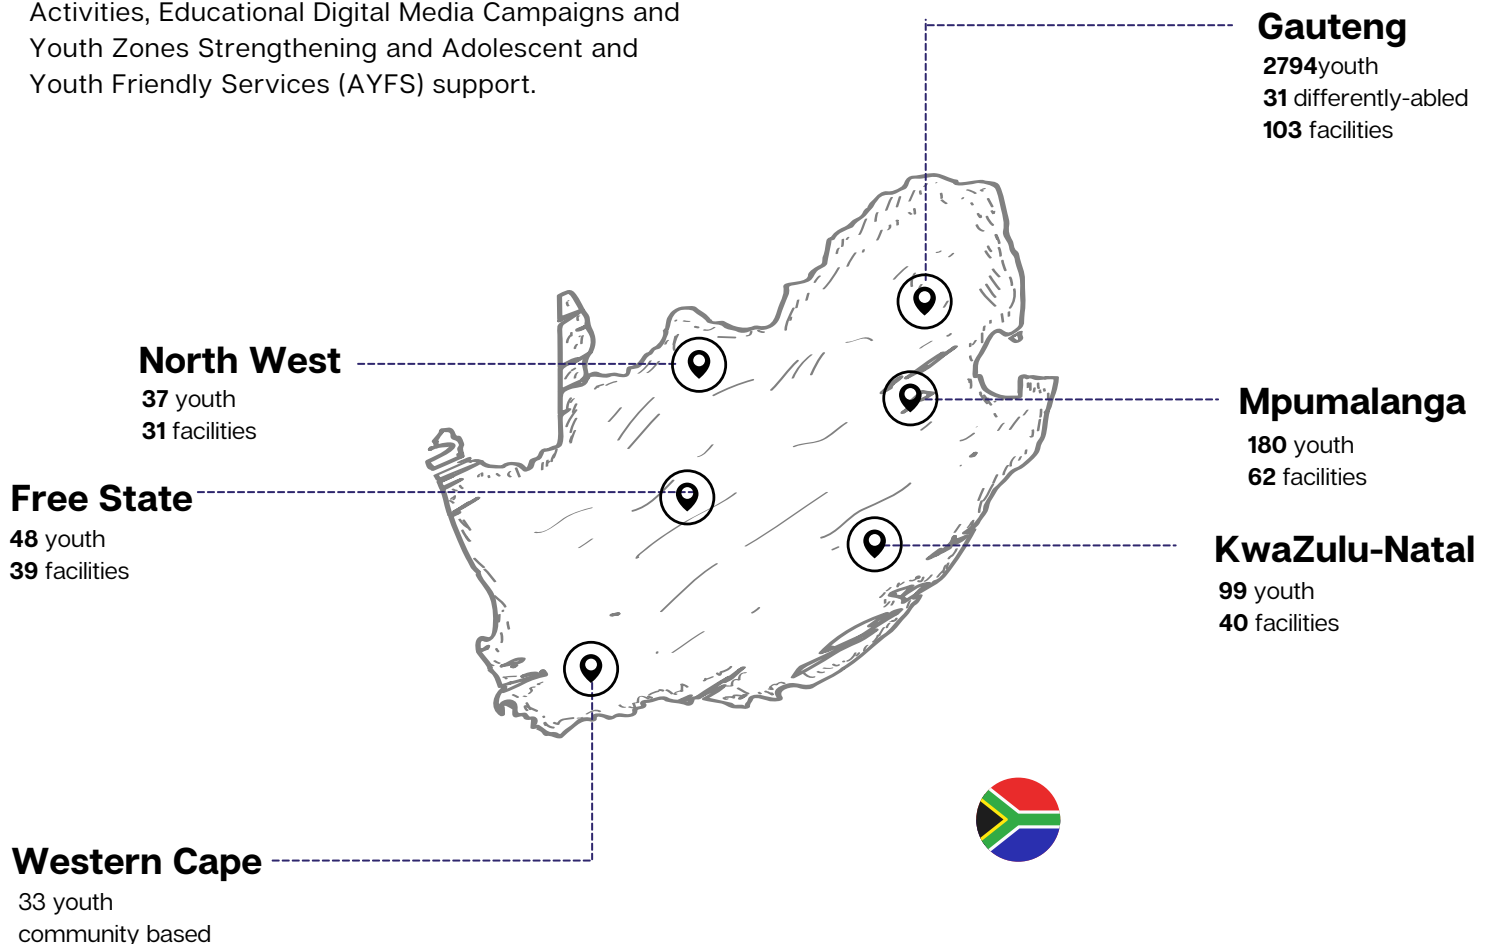 Activities, Educational Digital Media Campaigns and
Youth Zones Strengthening and Adolescent and
Youth Friendly Services (AYFS) support.
Gauteng
2794youth
31 differently-abled
103 facilities
North West
37 youth
31 facilities
Mpumalanga
180 youth
62 facilities
Free State
48 youth
39 facilities
KwaZulu-Natal
99 youth
40 facilities
Western Cape
33 youth
community based